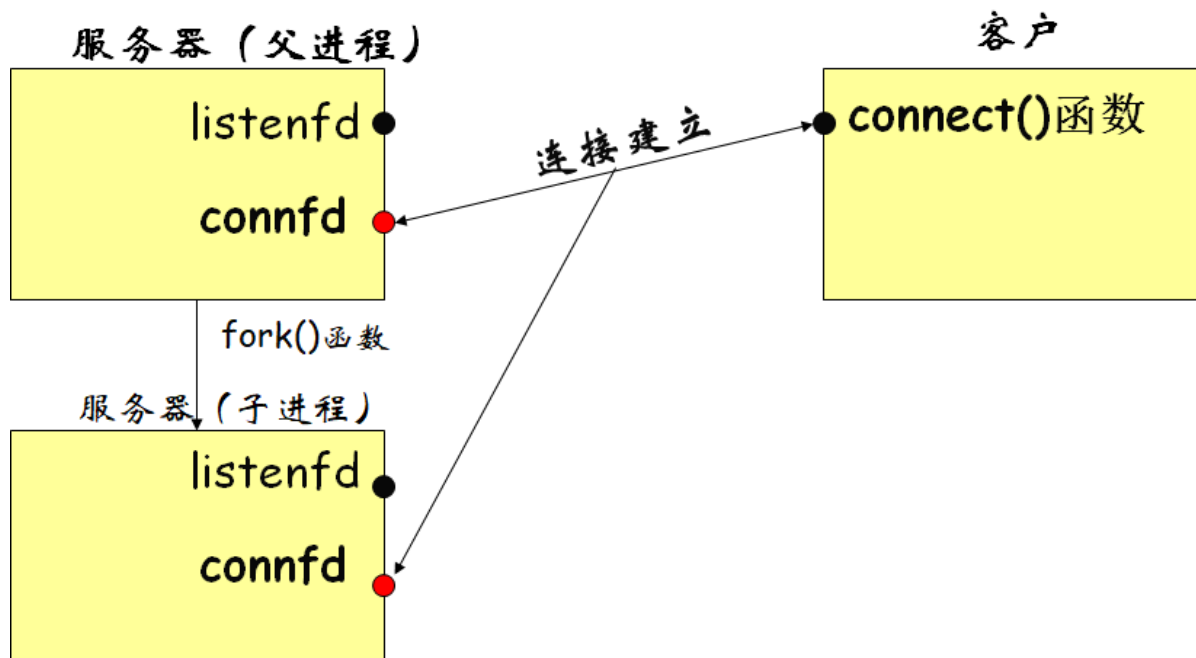 服务器（父进程）
客户
listenfd
connect()函数
连接建立
connfd
fork()函数
服务器（子进程）
listenfd
connfd